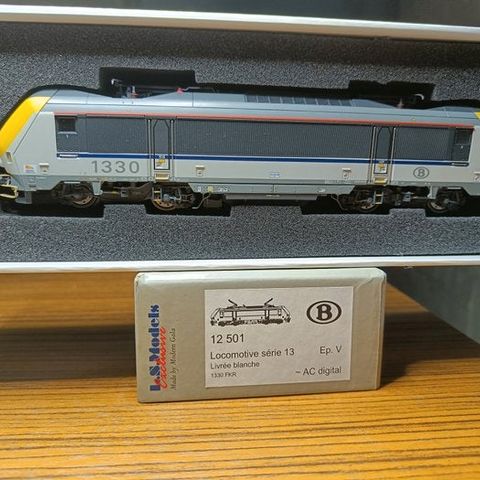 1330
B
LS Models
Exclusive
Made by Modern Gala
B
12 501
Locomotive série 13
Ep. V
Livrée blanche
1330 FKR
~ AC digital